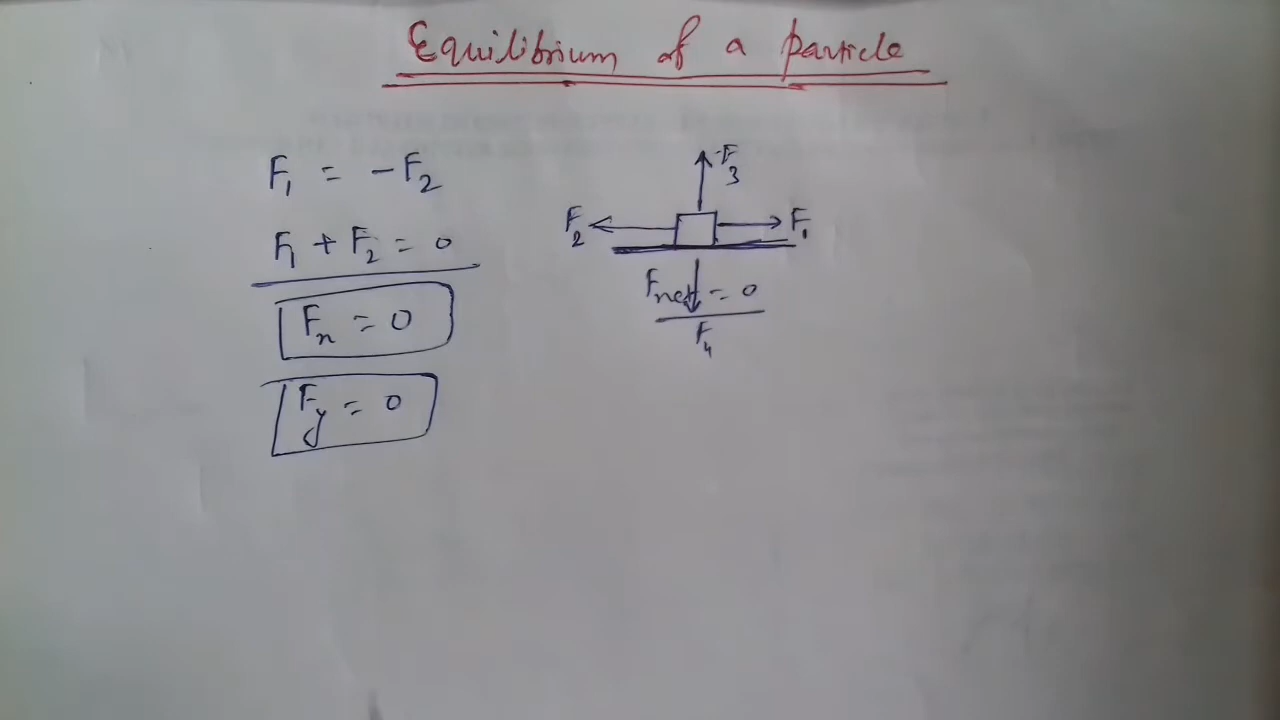 Equilibrium of a particle
F₁ = -F₂
F₁ + F₂ = 0
Fx = 0
Fy = 0
F₃
F₂
F₁
Fnet = 0
F₄